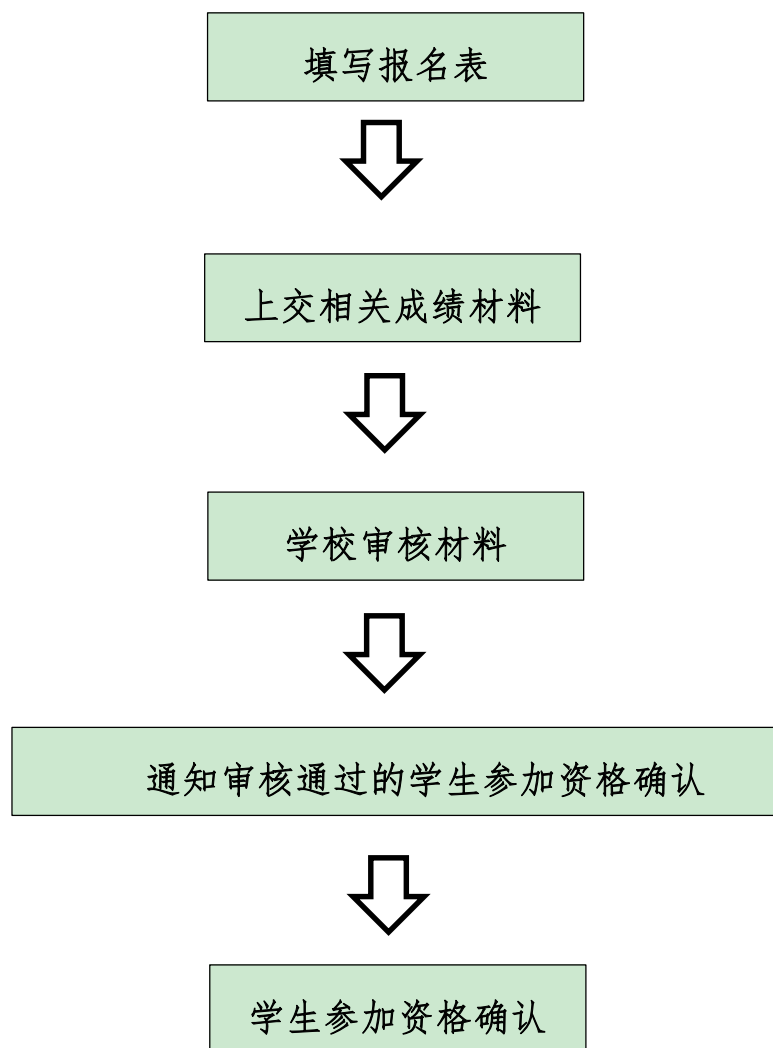 填写报名表
上交相关成绩材料
学校审核材料
通知审核通过的学生参加资格确认
学生参加资格确认